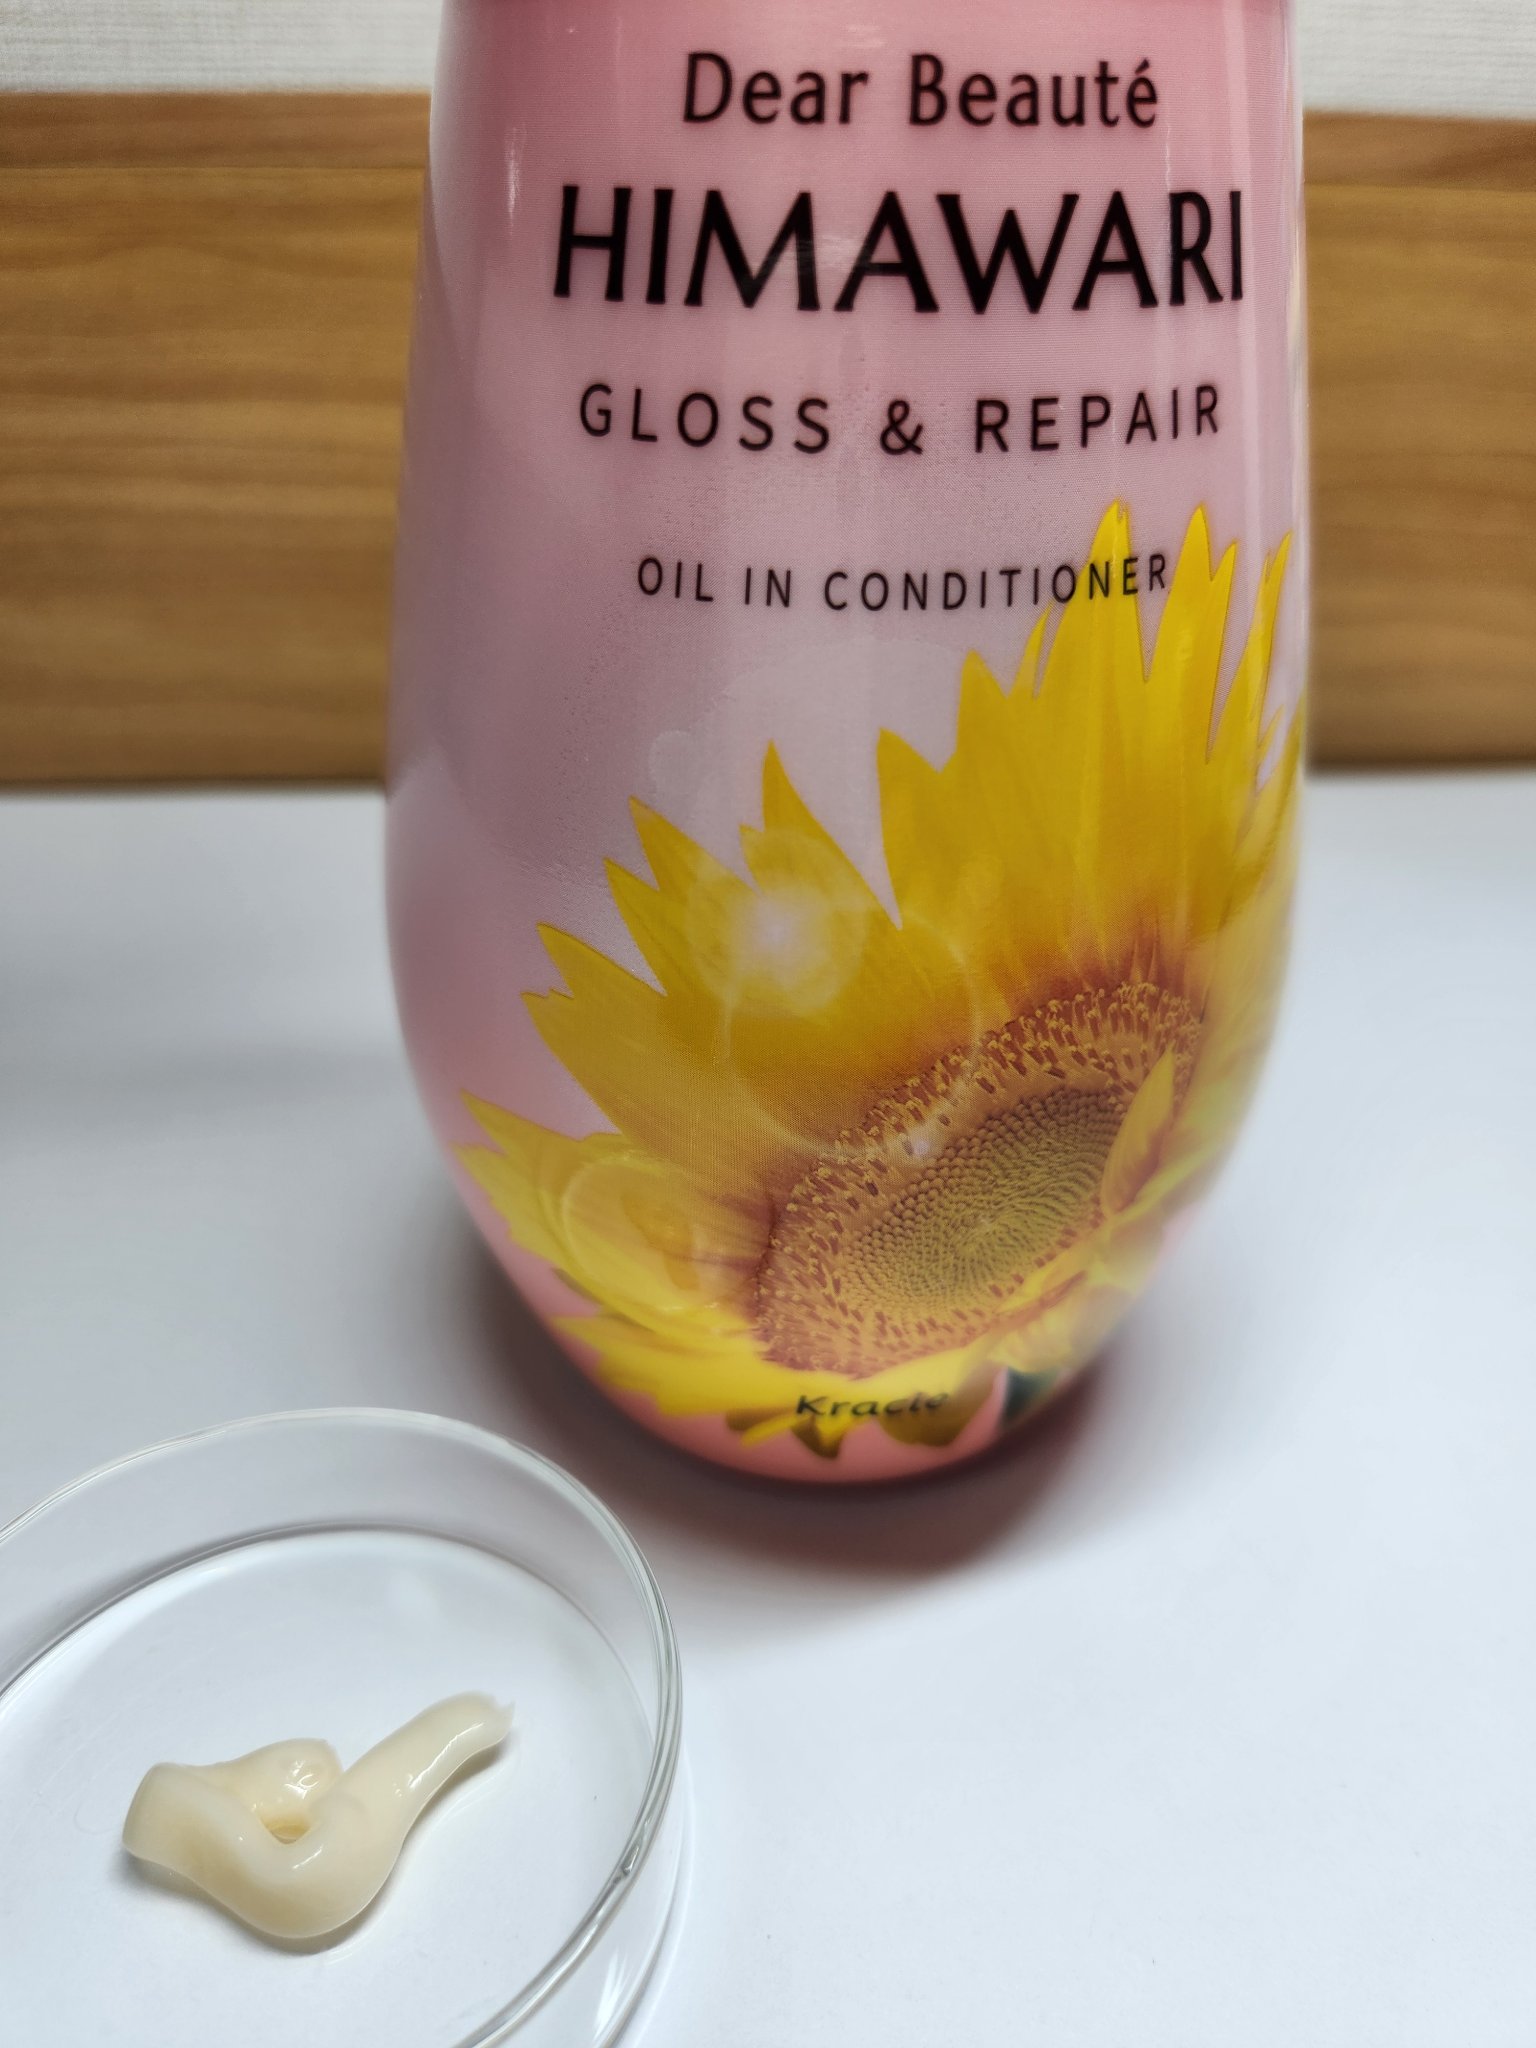 Dear Beauté
HIMAWARI
GLOSS & REPAIR
OIL IN CONDITIONER
Kracie